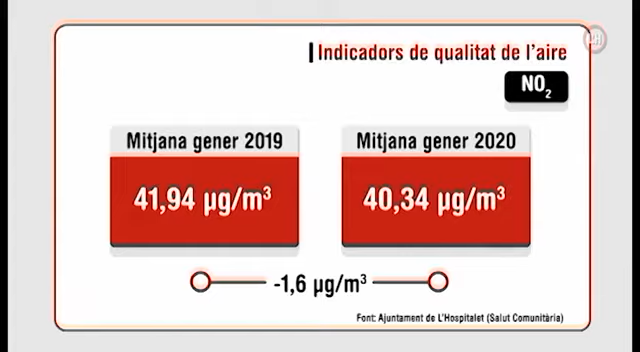 LH
Indicadors de qualitat de l'aire
NO₂
Mitjana gener 2019
41,94 µg/m³
Mitjana gener 2020
40,34 µg/m³
-1,6 µg/m³
Font: Ajuntament de L'Hospitalet (Salut Comunitària)